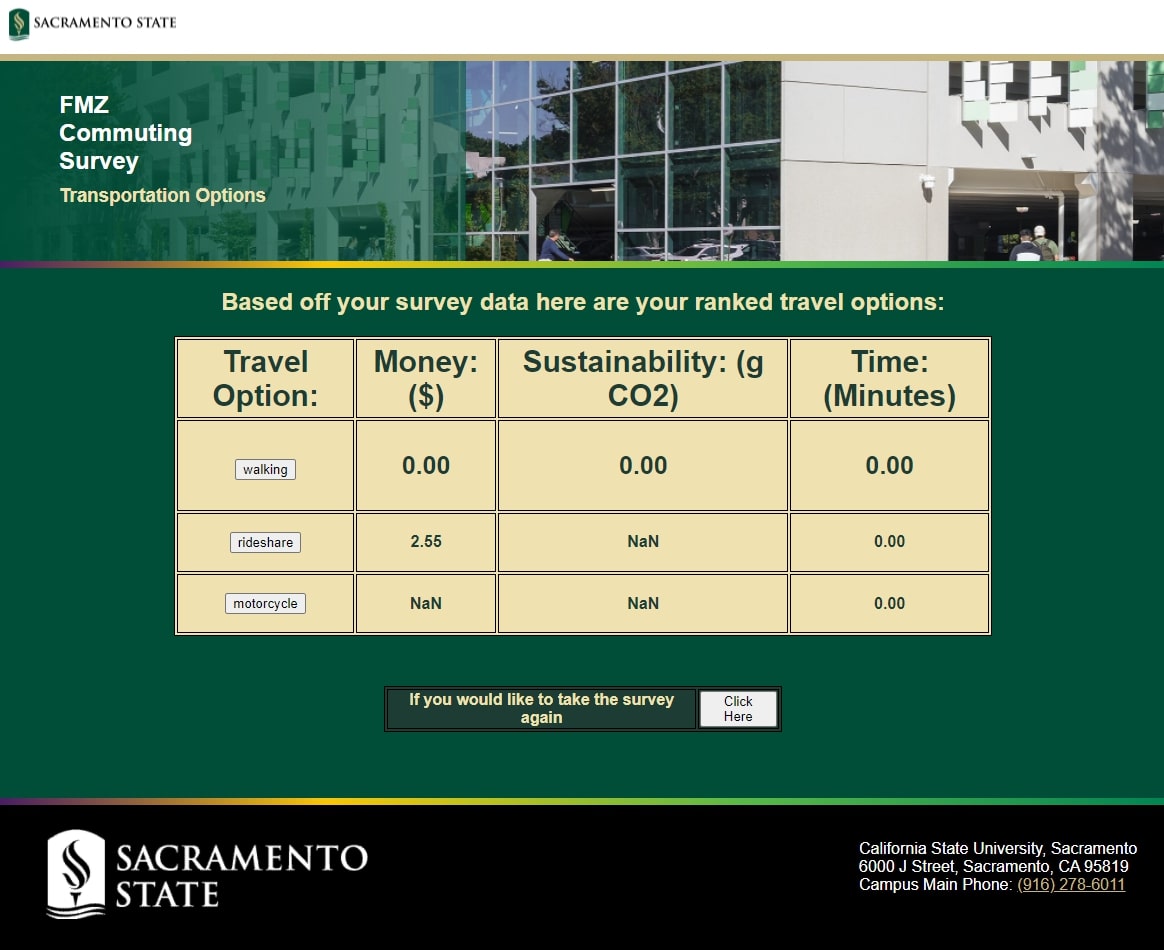 SACRAMENTO STATE
FMZ
Commuting
Survey
Transportation Options
Based off your survey data here are your ranked travel options:
Travel Option: Money: ($) Sustainability: (g CO2) Time: (Minutes)
walking 0.00 0.00 0.00
rideshare 2.55 NaN 0.00
motorcycle NaN NaN 0.00
If you would like to take the survey again Click Here
SACRAMENTO
STATE
California State University, Sacramento
6000 J Street, Sacramento, CA 95819
Campus Main Phone: (916) 278-6011